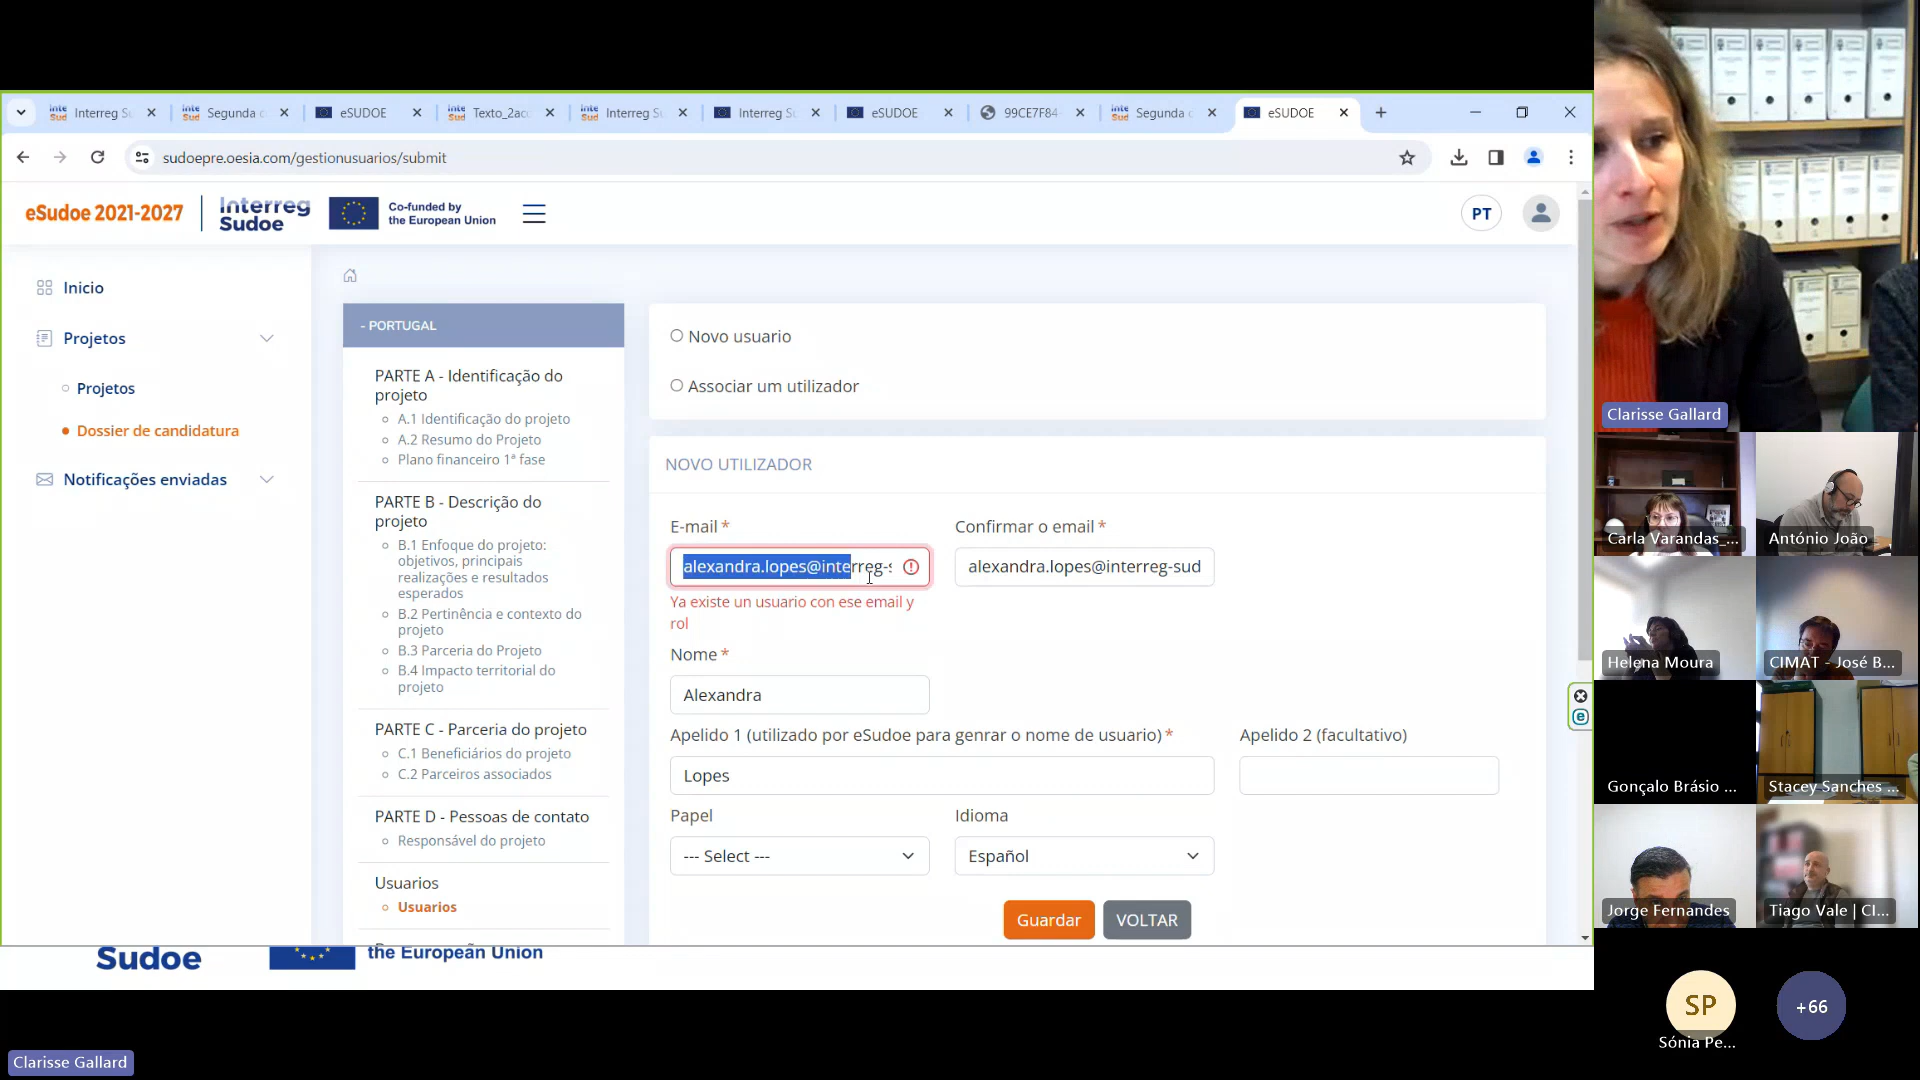 Interreg S
Segunda c
eSUDOE
Texto_2acc
Interreg Su
Interreg Sc
eSUDOE
99CE7F84
Segunda c
eSUDOE
sudoepre.oesia.com/gestionusuarios/submit
eSudoe 2021-2027
Interreg
Sudoe
Co-funded by
the European Union
PT
Inicio
Projetos
Projetos
Dossier de candidatura
Notificações enviadas
- PORTUGAL
PARTE A - Identificação do
projeto
A.1 Identificação do projeto
A.2 Resumo do Projeto
Plano financeiro 1ª fase
PARTE B - Descrição do
projeto
B.1 Enfoque do projeto:
objetivos, principais
realizações e resultados
esperados
B.2 Pertinência e contexto do
projeto
B.3 Parceria do Projeto
B.4 Impacto territorial do
projeto
PARTE C - Parceria do projeto
C.1 Beneficiários do projeto
C.2 Parceiros associados
PARTE D - Pessoas de contato
Responsável do projeto
Usuarios
Usuarios
Novo usuario
Associar um utilizador
NOVO UTILIZADOR
E-mail *
Confirmar o email *
alexandra.lopes@interreg-s
alexandra.lopes@interreg-sud
Ya existe un usuario con ese email y
rol
Nome *
Alexandra
Apelido 1 (utilizado por eSudoe para genrar o nome de usuario) *
Apelido 2 (facultativo)
Lopes
Papel
Idioma
--- Select ---
Español
Guardar
VOLTAR
Sudoe
the European Union
Clarisse Gallard
Clarisse Gallard
Carla Varandas_...
António João
Helena Moura
CIMAT - José B...
Gonçalo Brásio ...
Stacey Sanches ...
Jorge Fernandes
Tiago Vale | CI...
SP
+66
Sónia Pe...